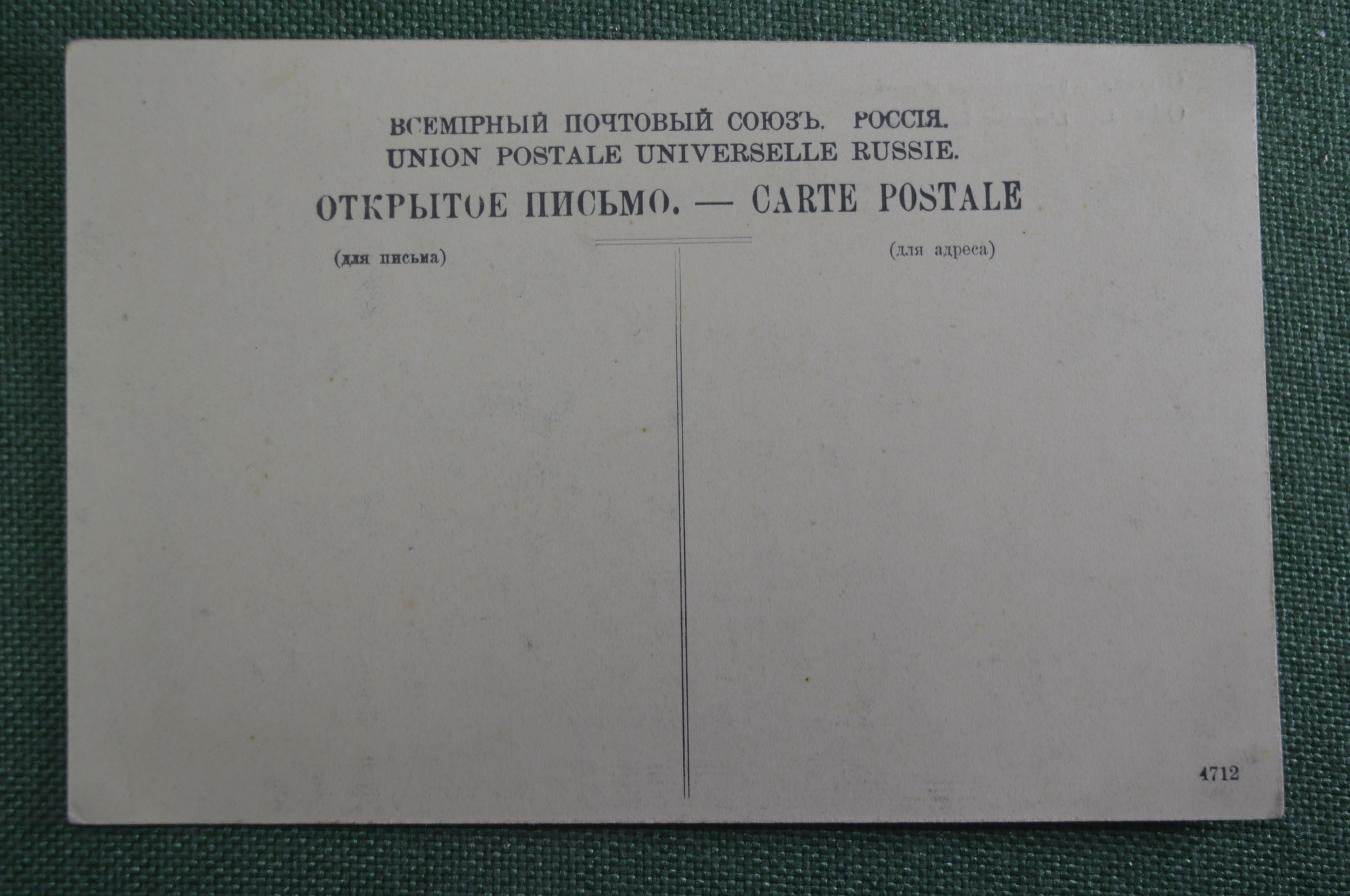 ВСЕМІРНЫЙ ПОЧТОВЫЙ СОЮЗЪ. РОССІЯ.
UNION POSTALE UNIVERSELLE RUSSIE.
ОТКРЫТОЕ ПИСЬМО. — CARTE POSTALE
(для письма) (для адреса)
4712